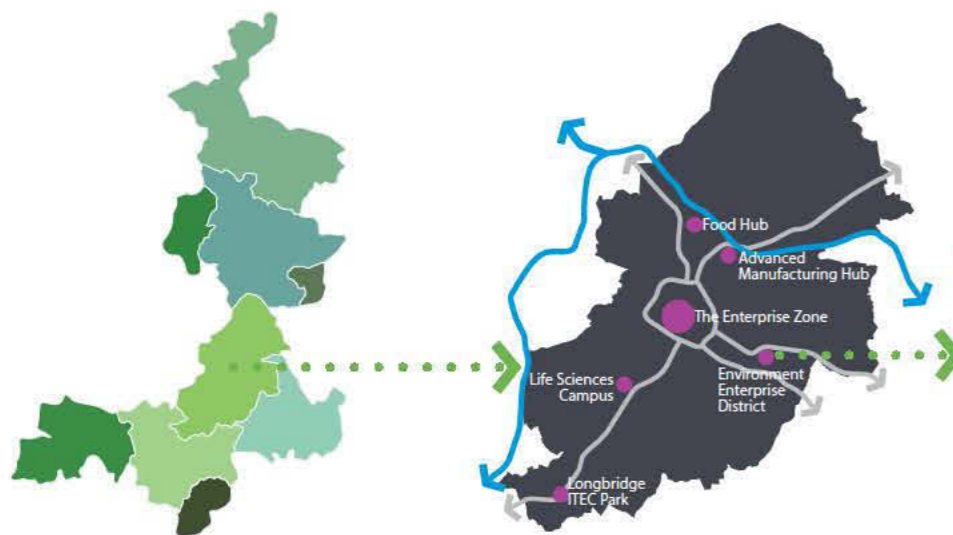 Food Hub
Advanced
Manufacturing Hub
The Enterprise Zone
Life Sciences
Campus
Environment
Enterprise
District
Longbridge
ITEC Park